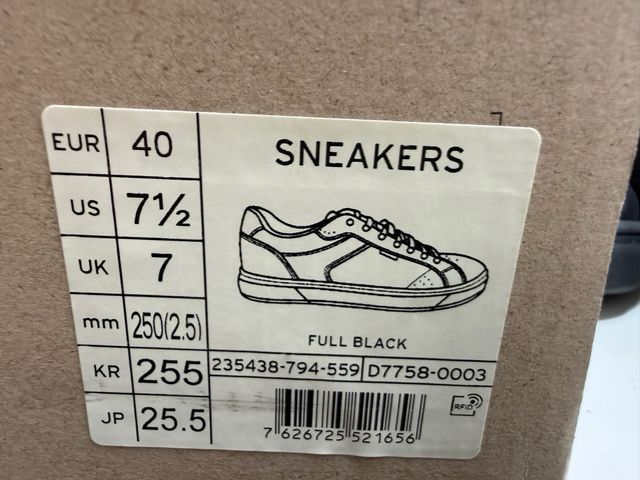 EUR 40
US 7½
UK 7
mm 250(2.5)
KR 255
JP 25.5
SNEAKERS
FULL BLACK
235438-794-559 D7758-0003
7 626725 521656
RFID